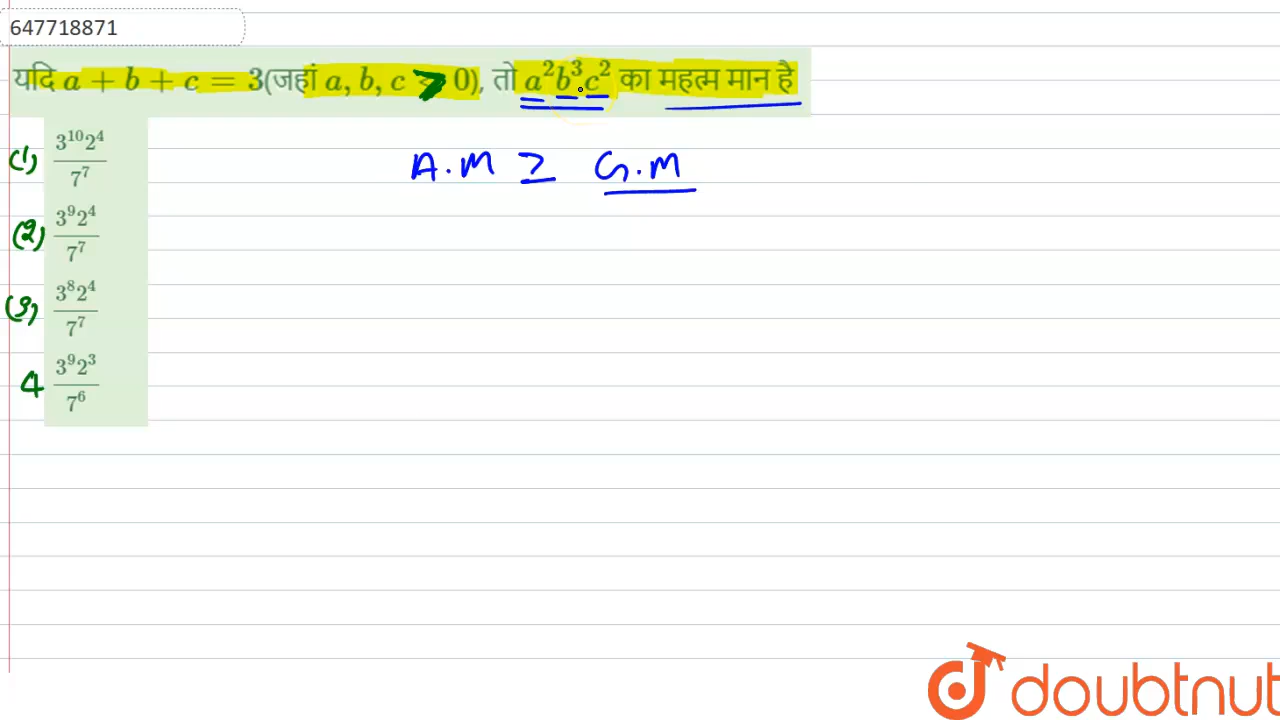 647718871
यदि a + b + c = 3(जहां a, b, c > 0), तो a²b³c² का महत्म मान है
(1) 3¹⁰2⁴/7⁷
(2) 3⁹2⁴/7⁷
(3) 3⁸2⁴/7⁷
4 3⁹2³/7⁶
A.M ≥ G.M
doubtnut